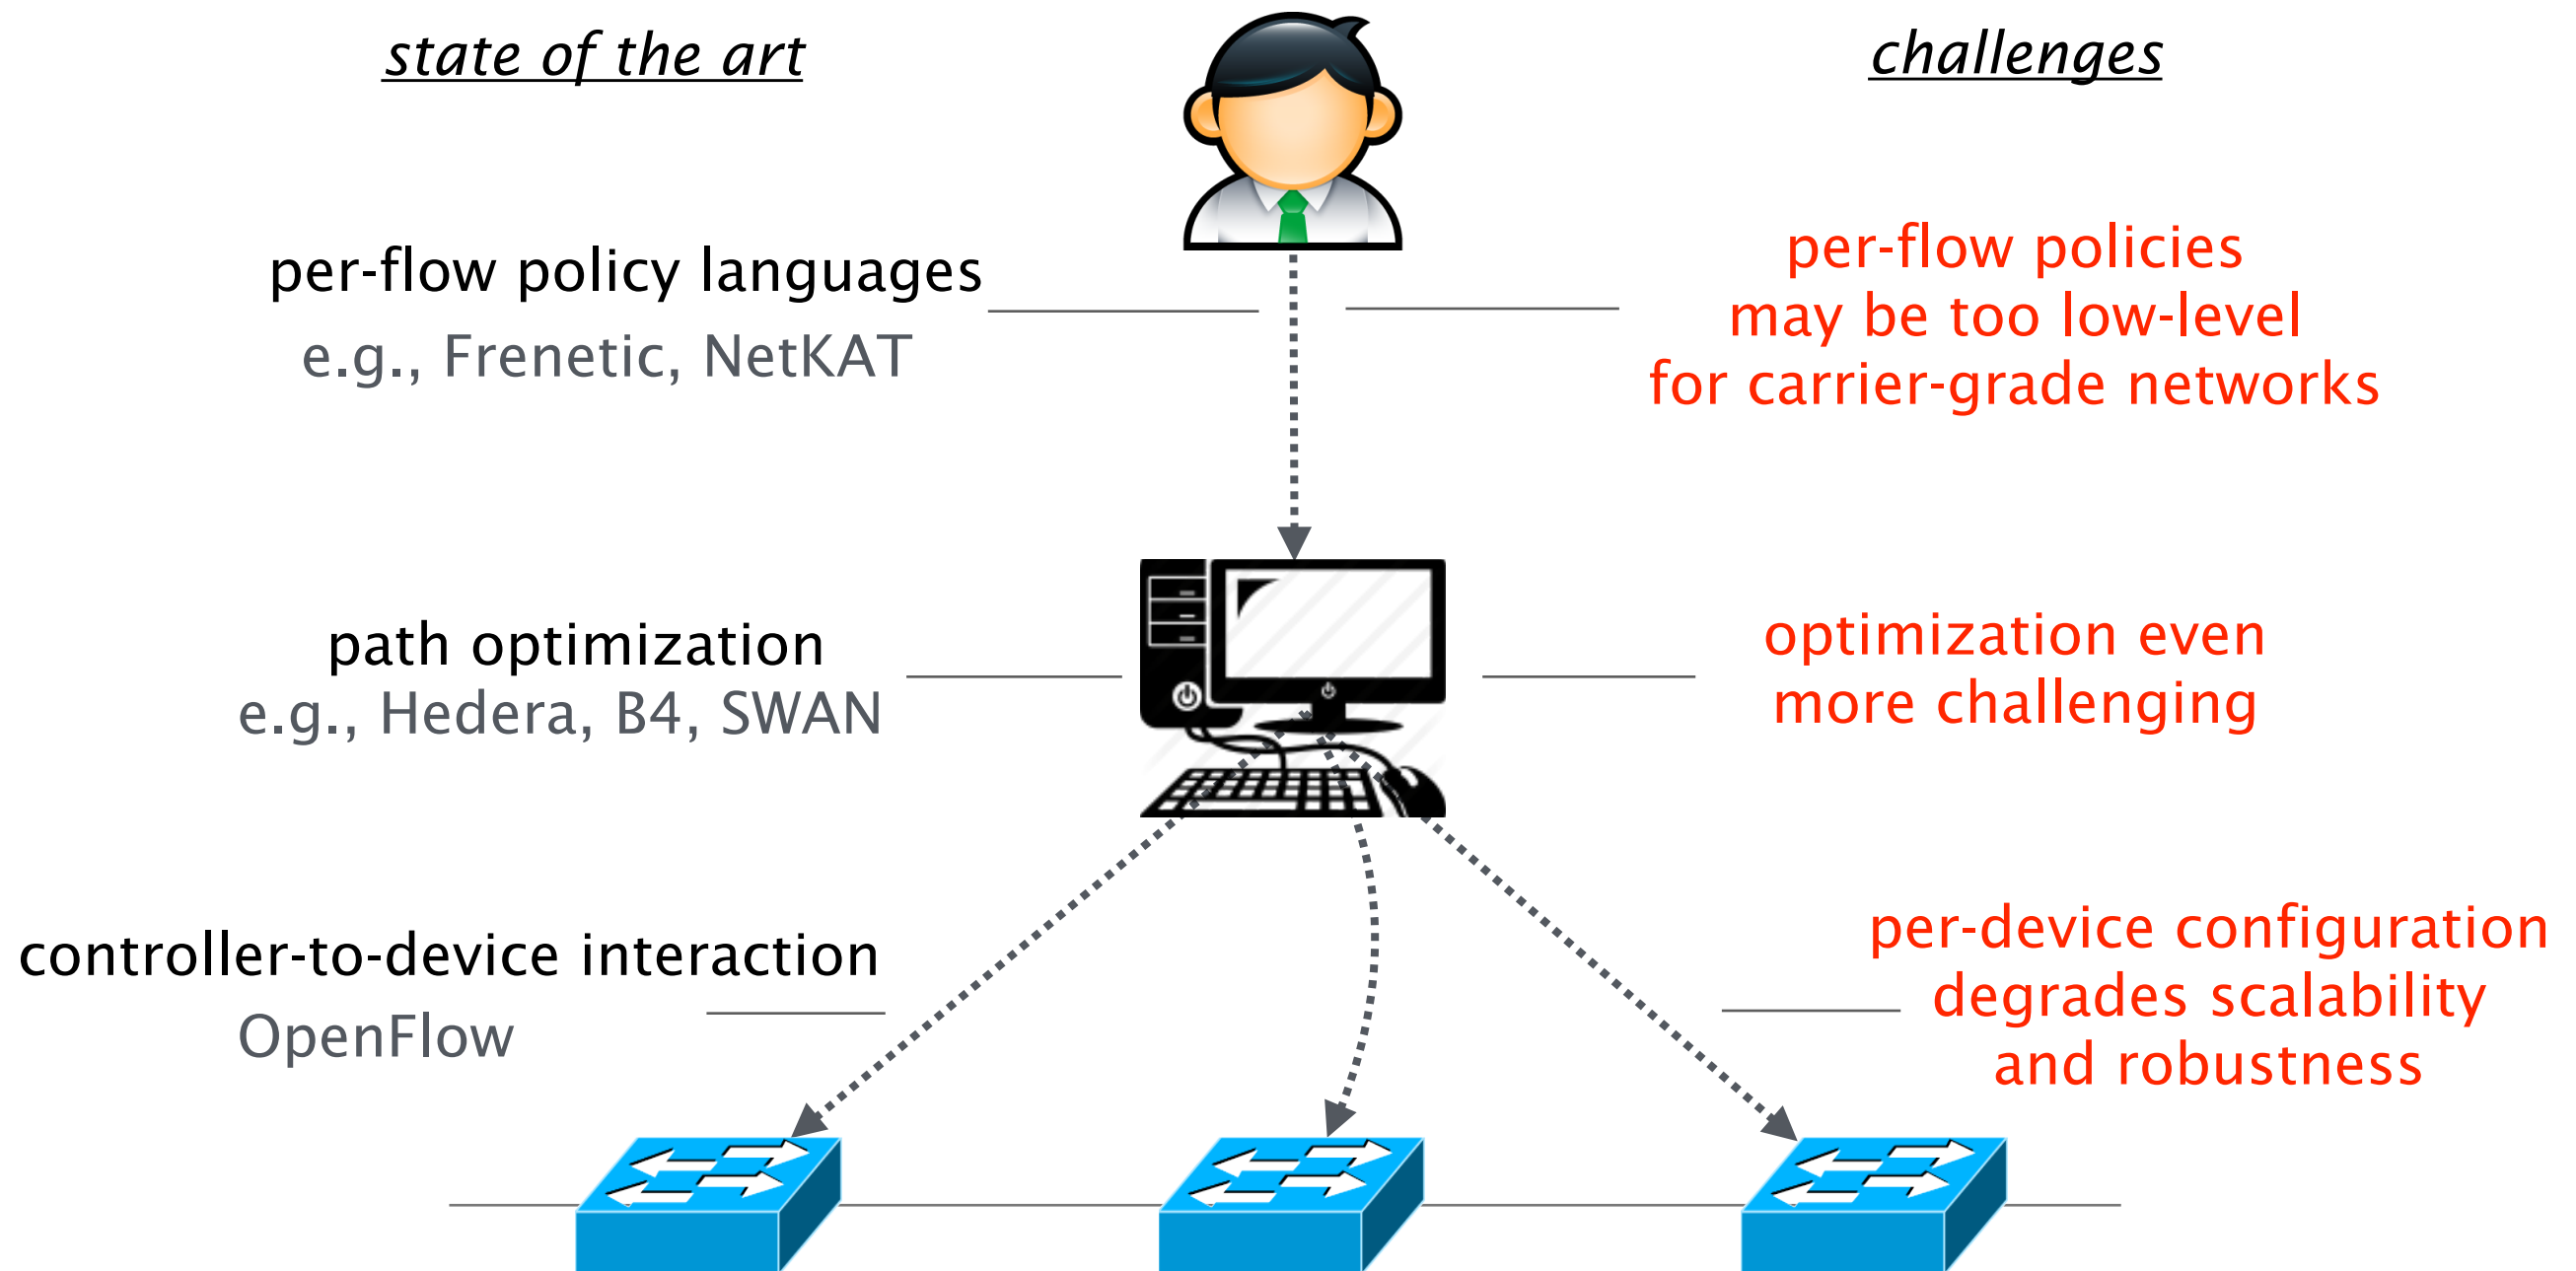 state of the art
challenges
per-flow policy languages
e.g., Frenetic, NetKAT
per-flow policies
may be too low-level
for carrier-grade networks
path optimization
e.g., Hedera, B4, SWAN
optimization even
more challenging
controller-to-device interaction
OpenFlow
per-device configuration
degrades scalability
and robustness